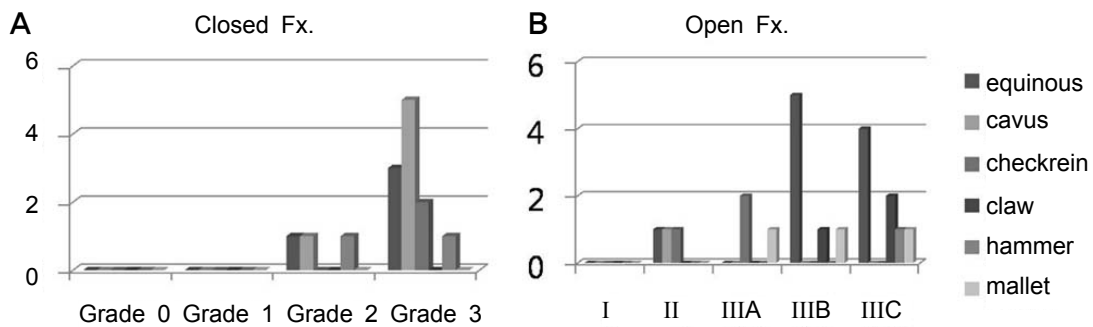 A Closed Fx.
6
4
2
0
Grade 0 Grade 1 Grade 2 Grade 3
B Open Fx.
6
4
2
0
I II IIIA IIIB IIIC
equinous
cavus
checkrein
claw
hammer
mallet